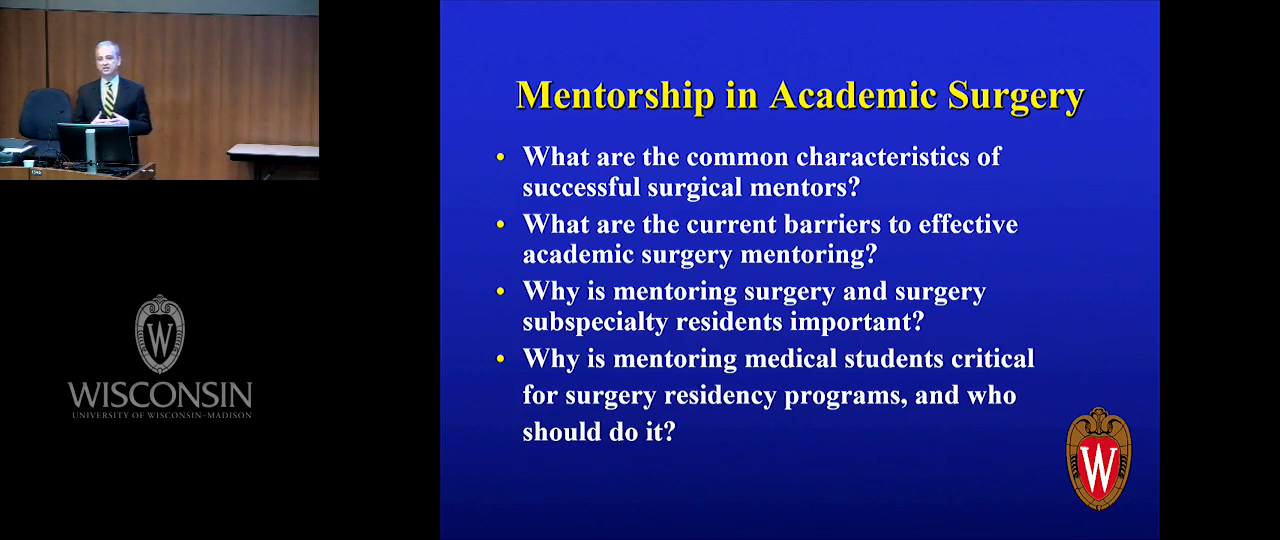 Mentorship in Academic Surgery
• What are the common characteristics of
successful surgical mentors?
• What are the current barriers to effective
academic surgery mentoring?
• Why is mentoring surgery and surgery
subspecialty residents important?
• Why is mentoring medical students critical
for surgery residency programs, and who
should do it?
W
W
WISCONSIN
UNIVERSITY OF WISCONSIN–MADISON